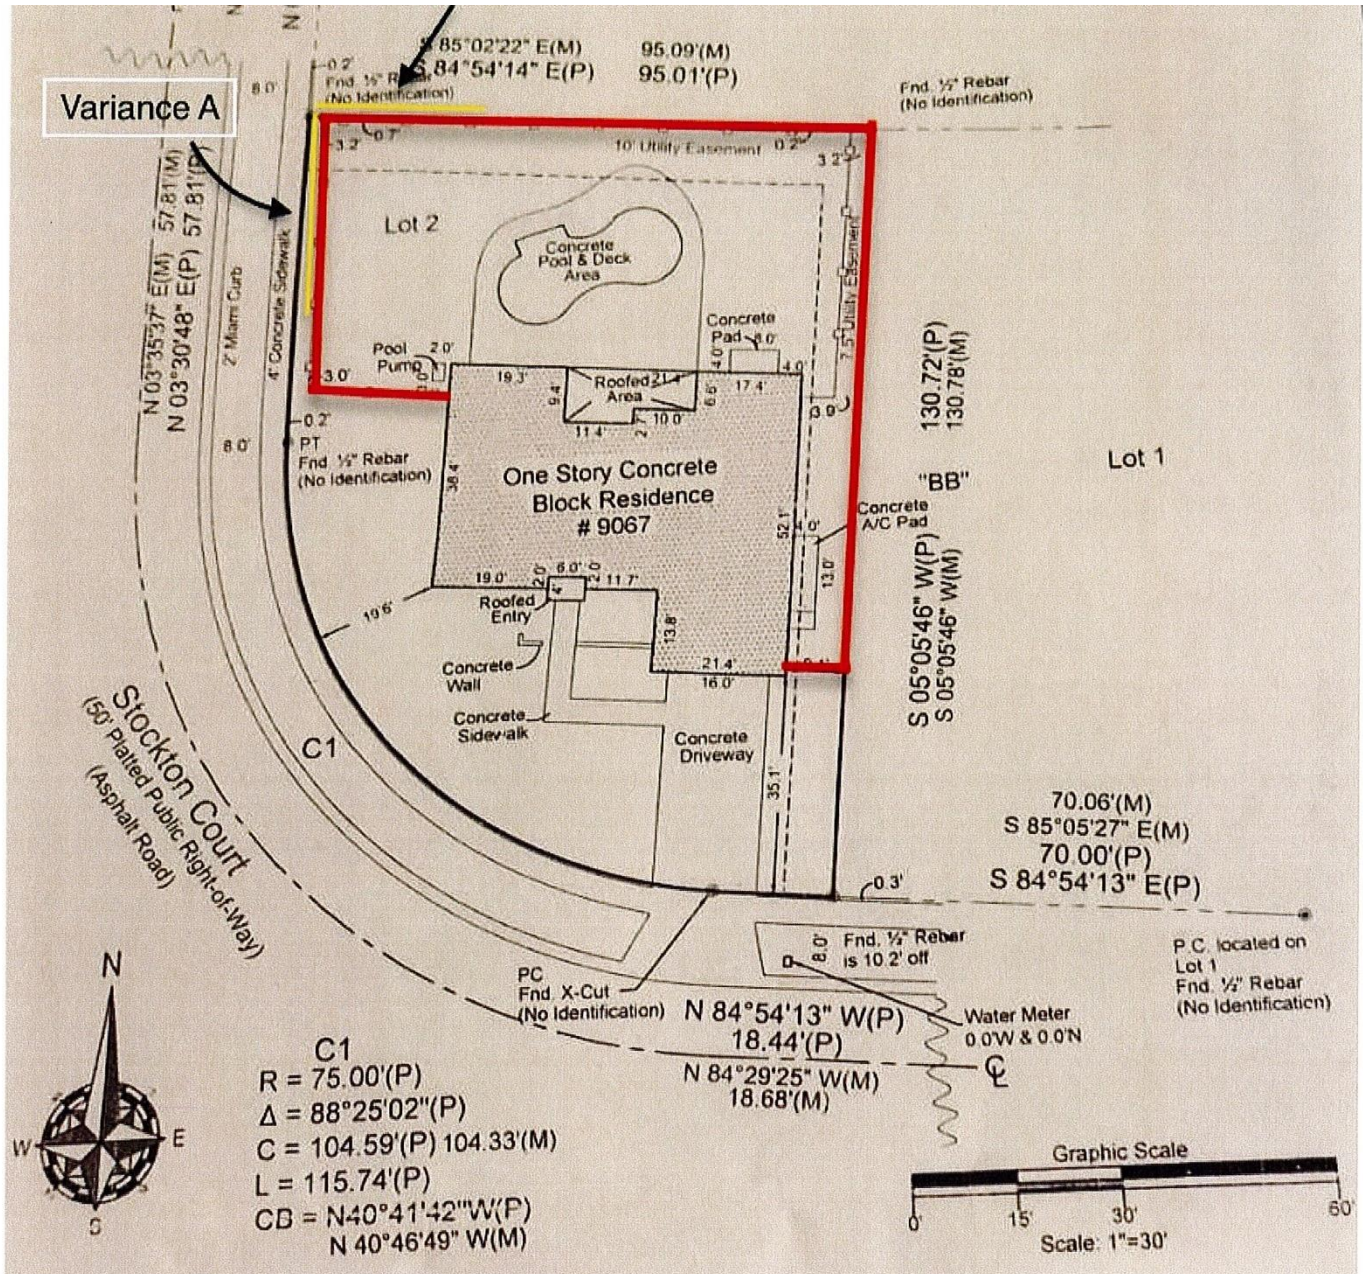 S 85°02'22" E(M) 95.09'(M)
S 84°54'14" E(P) 95.01'(P)
0.2'
Fnd. ½" Rebar
(No Identification)
Fnd. ½" Rebar
(No Identification)
8.0'
Variance A
0.7'
3.2'
10' Utility Easement
0.2'
3.2'
N 03°35'37" E(M) 57.81'(M)
N 03°30'48" E(P) 57.81'(P)
2' Miami Curb
4' Concrete Sidewalk
Lot 2
Concrete
Pool & Deck
Area
7.5' Utility Easement
Concrete
Pad
8.0'
4.0'
4.0'
Pool
Pump
2.0'
3.0'
19.3'
9.4'
Roofed
Area
21.4'
6.6'
17.4'
11.4'
2.7'
10.0'
3.9'
130.72'(P)
130.78'(M)
"BB"
S 05°05'46" W(P)
S 05°05'46" W(M)
Lot 1
0.2'
PT
Fnd. ½" Rebar
(No Identification)
8.0'
38.4'
One Story Concrete
Block Residence
# 9067
52.1'
4.0'
Concrete
A/C Pad
13.0'
19.0'
2.0'
6.0'
2.0'
4'
11.7'
Roofed
Entry
19.6'
13.8'
Concrete
Wall
21.4'
16.0'
Concrete
Sidewalk
Concrete
Driveway
35.1'
C1
Stockton Court
(50' Platted Public Right-of-Way)
(Asphalt Road)
70.06'(M)
S 85°05'27" E(M)
70.00'(P)
S 84°54'13" E(P)
0.3'
8.0'
Fnd. ½" Rebar
is 10.2' off
P.C. located on
Lot 1
Fnd. ½" Rebar
(No Identification)
PC
Fnd. X-Cut
(No Identification)
N 84°54'13" W(P)
18.44'(P)
N 84°29'25" W(M)
18.68'(M)
Water Meter
0.0'W & 0.0'N
N
W
E
S
C1
R = 75.00'(P)
Δ = 88°25'02"(P)
C = 104.59'(P) 104.33'(M)
L = 115.74'(P)
CB = N40°41'42"W(P)
N 40°46'49" W(M)
Graphic Scale
0' 15' 30' 60'
Scale: 1"=30'